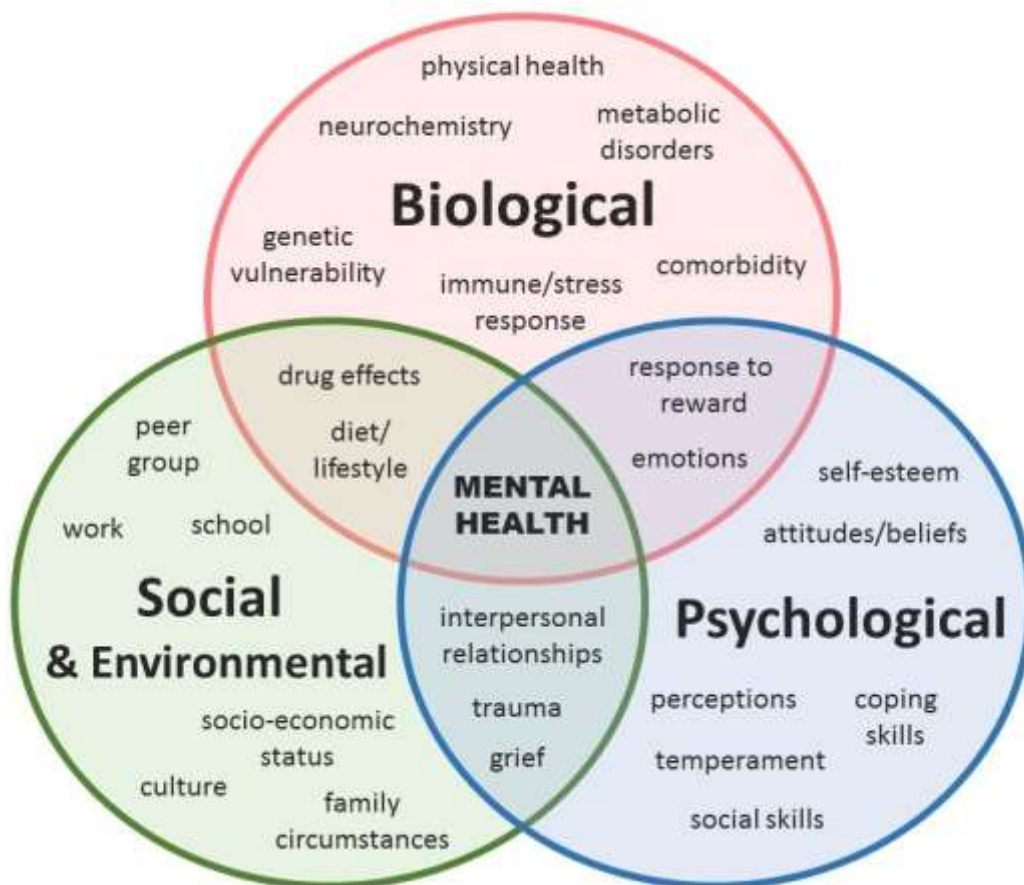 physical health
neurochemistry
metabolic
disorders
Biological
genetic
vulnerability
immune/stress
response
comorbidity
drug effects
diet/
lifestyle
response to
reward
emotions
MENTAL
HEALTH
peer
group
work
school
Social
& Environmental
socio-economic
status
culture
family
circumstances
interpersonal
relationships
trauma
grief
self-esteem
attitudes/beliefs
Psychological
perceptions
coping
skills
temperament
social skills